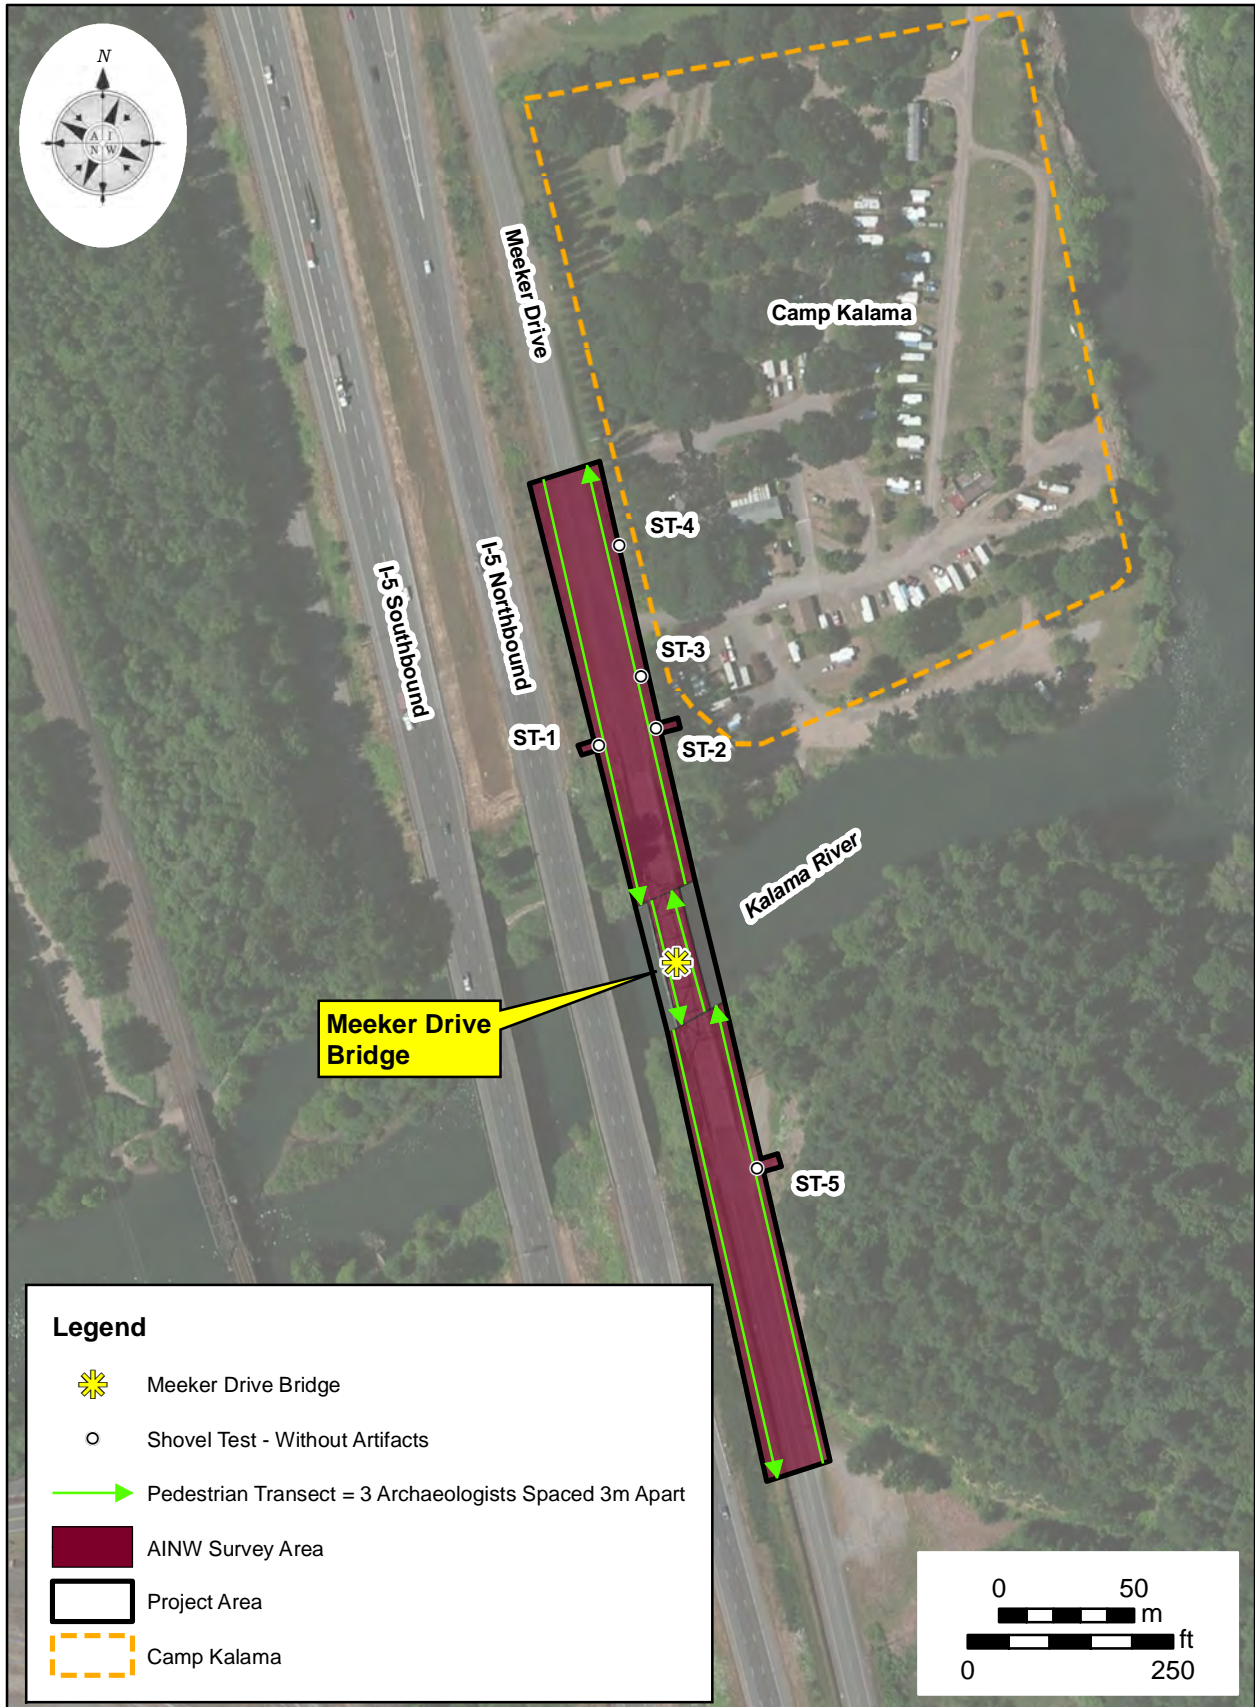 N
A I
N W
Meeker Drive
Camp Kalama
ST-4
I-5 Southbound
I-5 Northbound
ST-3
ST-1
ST-2
Kalama River
Meeker Drive
Bridge
ST-5
Legend
Meeker Drive Bridge
Shovel Test - Without Artifacts
Pedestrian Transect = 3 Archaeologists Spaced 3m Apart
AINW Survey Area
Project Area
Camp Kalama
0 50
m
ft
0 250